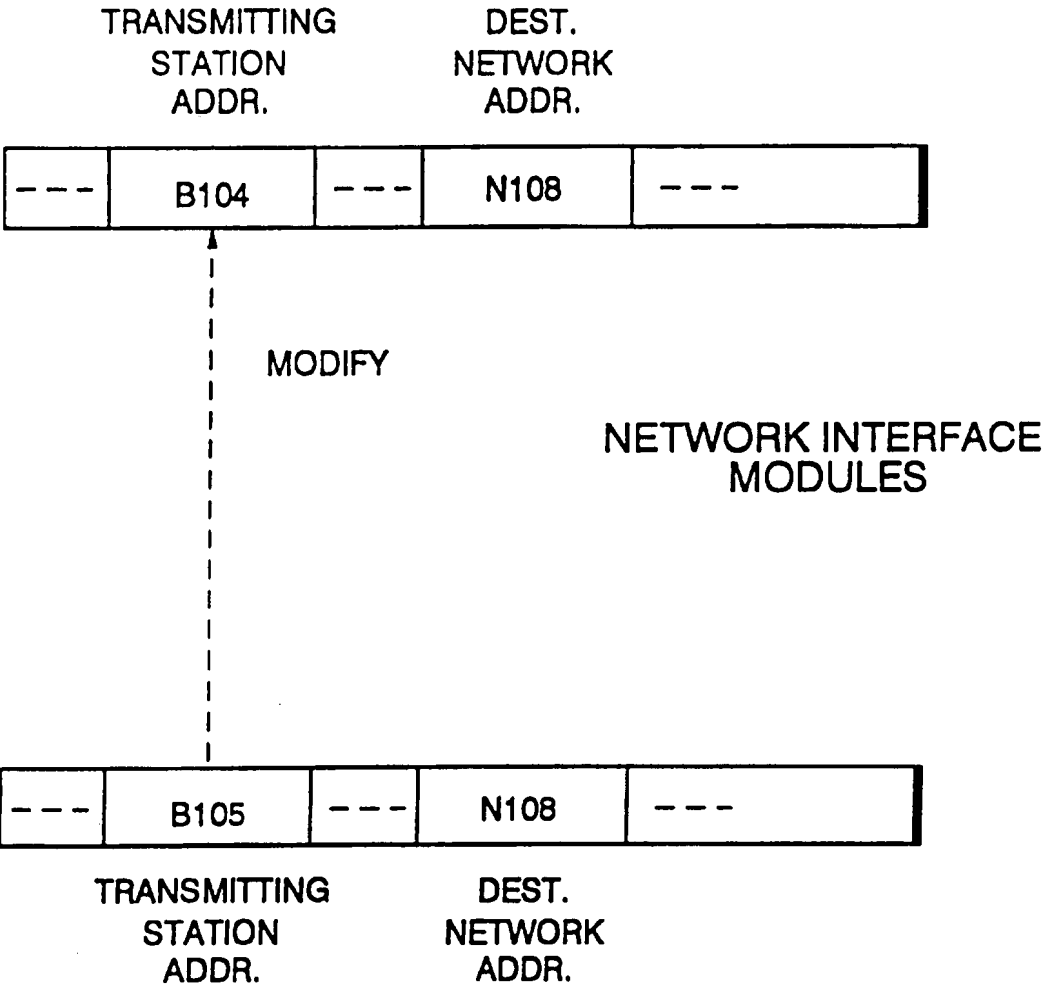 TRANSMITTING STATION ADDR.
DEST. NETWORK ADDR.
--- B104 --- N108 ---
MODIFY
NETWORK INTERFACE
MODULES
--- B105 --- N108 ---
TRANSMITTING STATION ADDR.
DEST. NETWORK ADDR.